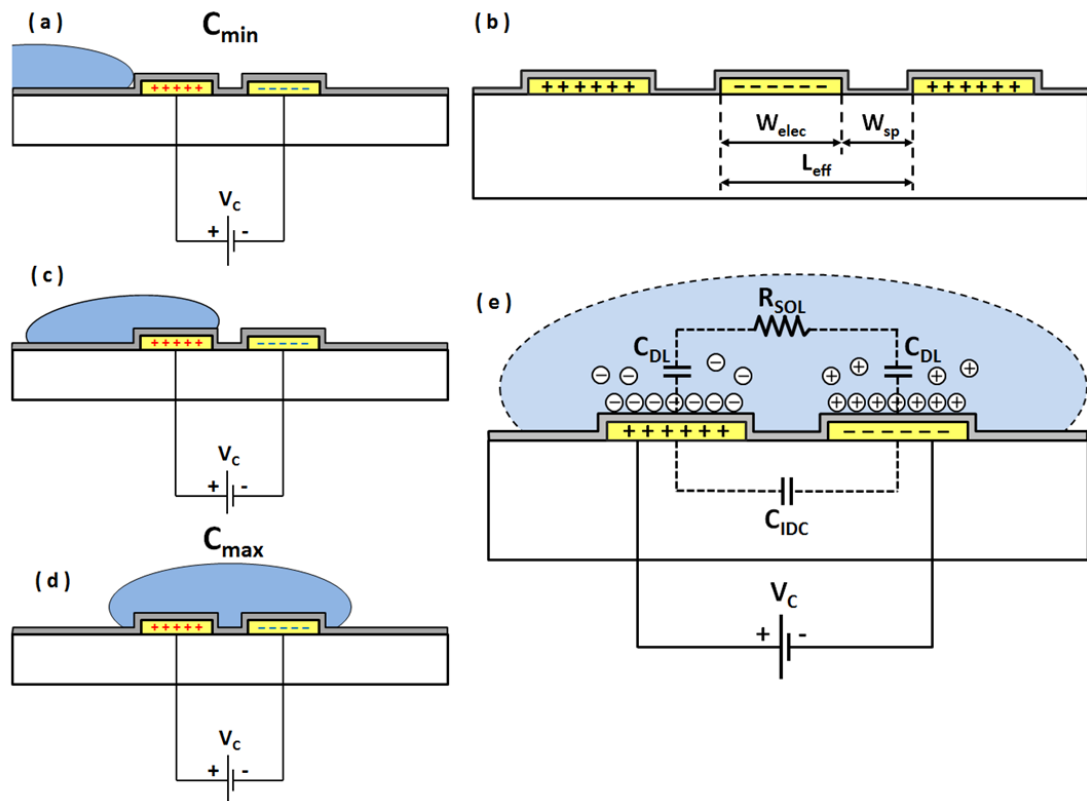 ( a )
C_min
+ + + + +
- - - - -
V_C
+ -
( b )
+ + + + + +
− − − − − −
+ + + + + +
W_elec
W_sp
L_eff
( c )
+ + + + +
- - - - -
V_C
+ -
C_max
( d )
+ + + + +
- - - - -
V_C
+ -
( e )
R_SOL
C_DL
C_DL
− − − −
+ + + +
− − − − − − −
+ + + + + + +
+ + + + + +
− − − − − −
C_IDC
V_C
+ -